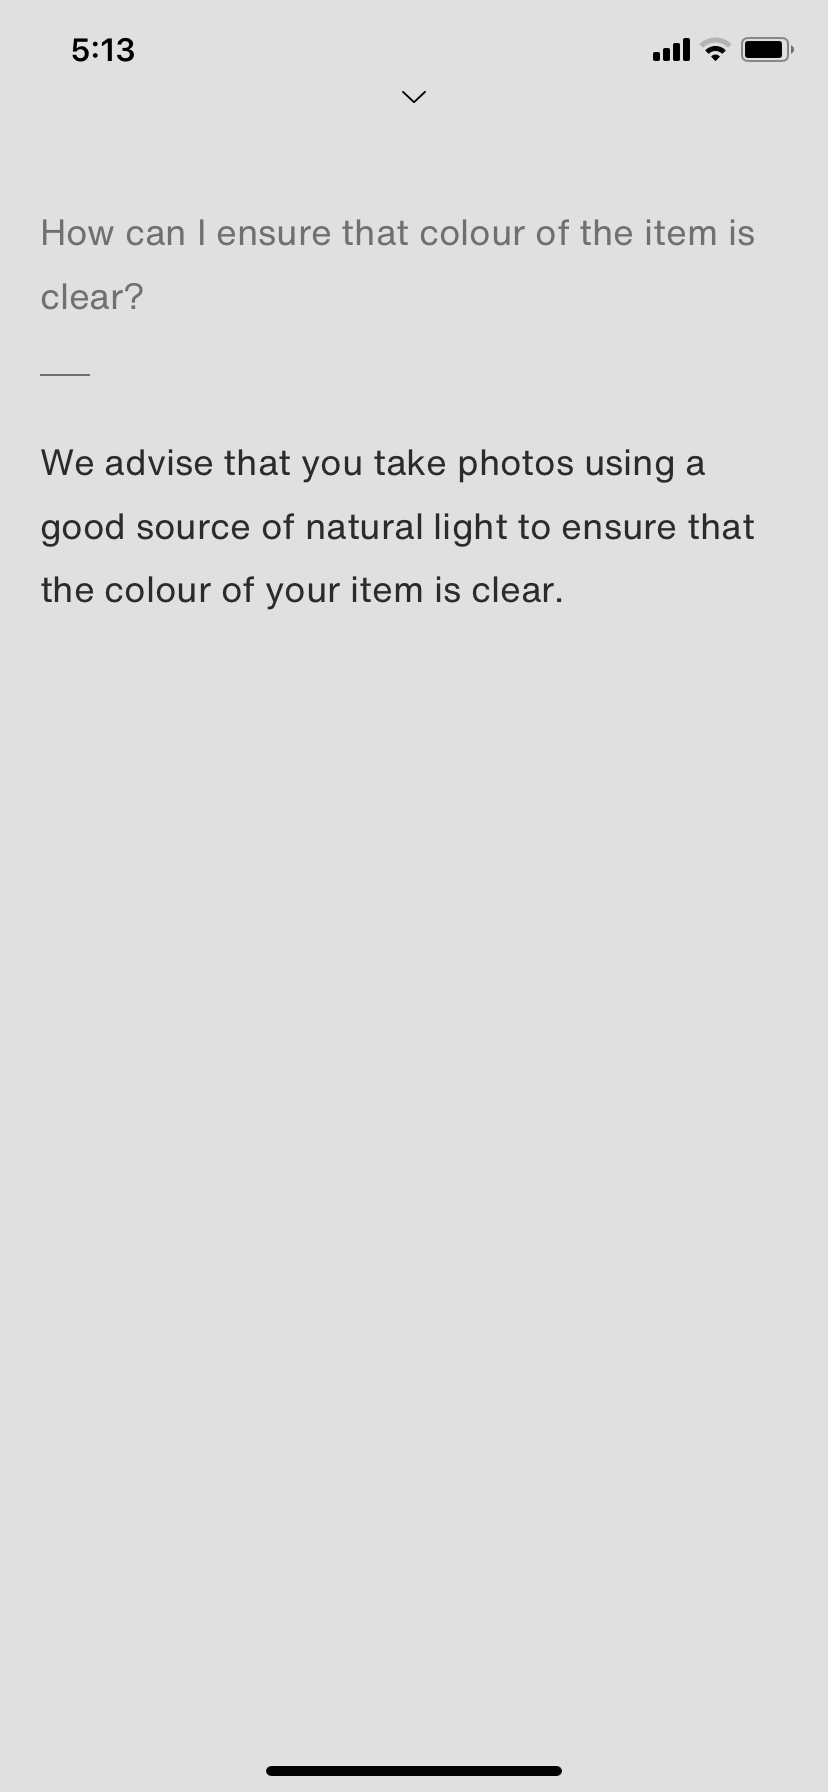 5:13
How can I ensure that colour of the item is
clear?
We advise that you take photos using a
good source of natural light to ensure that
the colour of your item is clear.